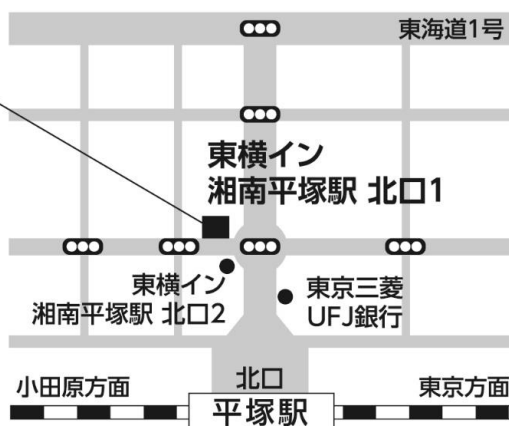 東海道1号
東横イン
湘南平塚駅 北口1
東横イン
湘南平塚駅 北口2
東京三菱
UFJ銀行
北口
小田原方面
東京方面
平塚駅